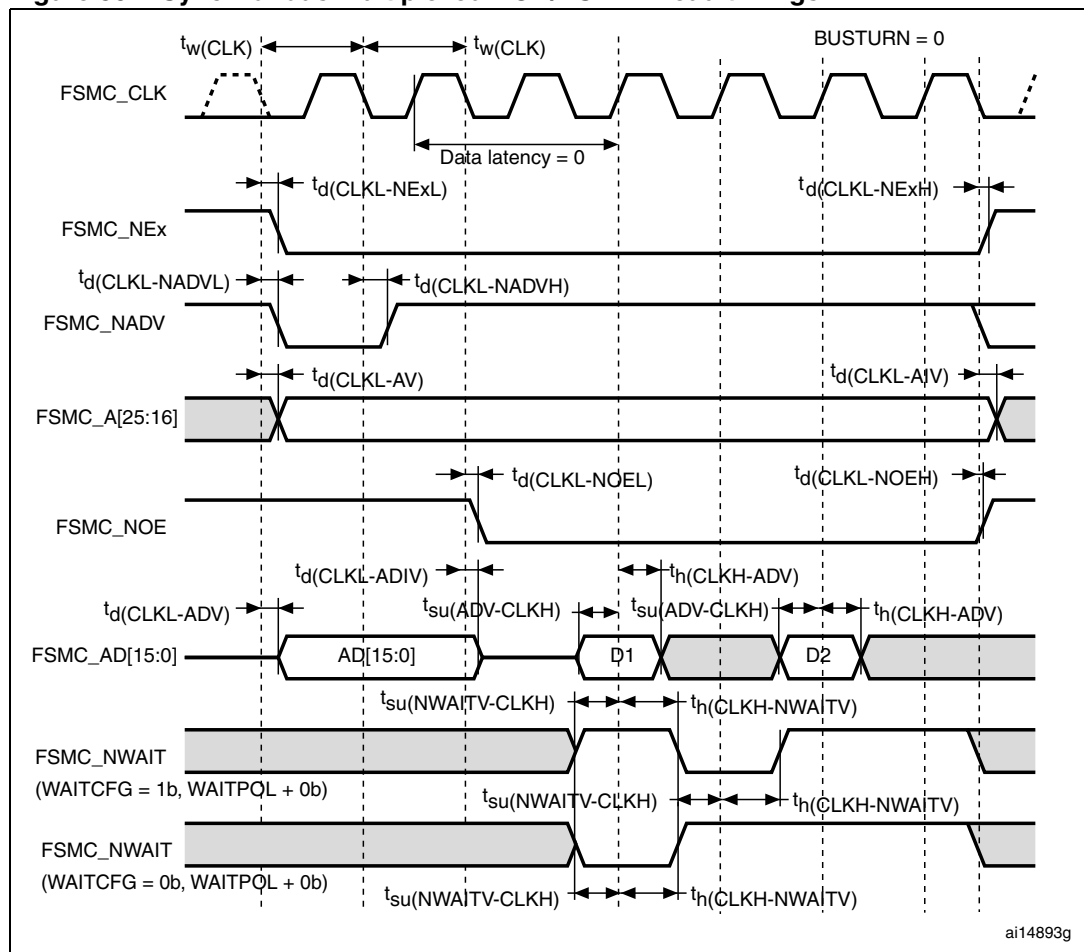 tw(CLK) tw(CLK) BUSTURN = 0
FSMC_CLK
Data latency = 0
td(CLKL-NExL) td(CLKL-NExH)
FSMC_NEx
td(CLKL-NADVL) td(CLKL-NADVH)
FSMC_NADV
td(CLKL-AV) td(CLKL-AIV)
FSMC_A[25:16]
td(CLKL-NOEL) td(CLKL-NOEH)
FSMC_NOE
td(CLKL-ADIV) th(CLKH-ADV)
td(CLKL-ADV) tsu(ADV-CLKH) tsu(ADV-CLKH) th(CLKH-ADV)
FSMC_AD[15:0] AD[15:0] D1 D2
tsu(NWAITV-CLKH) th(CLKH-NWAITV)
FSMC_NWAIT
(WAITCFG = 1b, WAITPOL + 0b)
tsu(NWAITV-CLKH) th(CLKH-NWAITV)
FSMC_NWAIT
(WAITCFG = 0b, WAITPOL + 0b)
tsu(NWAITV-CLKH) th(CLKH-NWAITV)
ai14893g